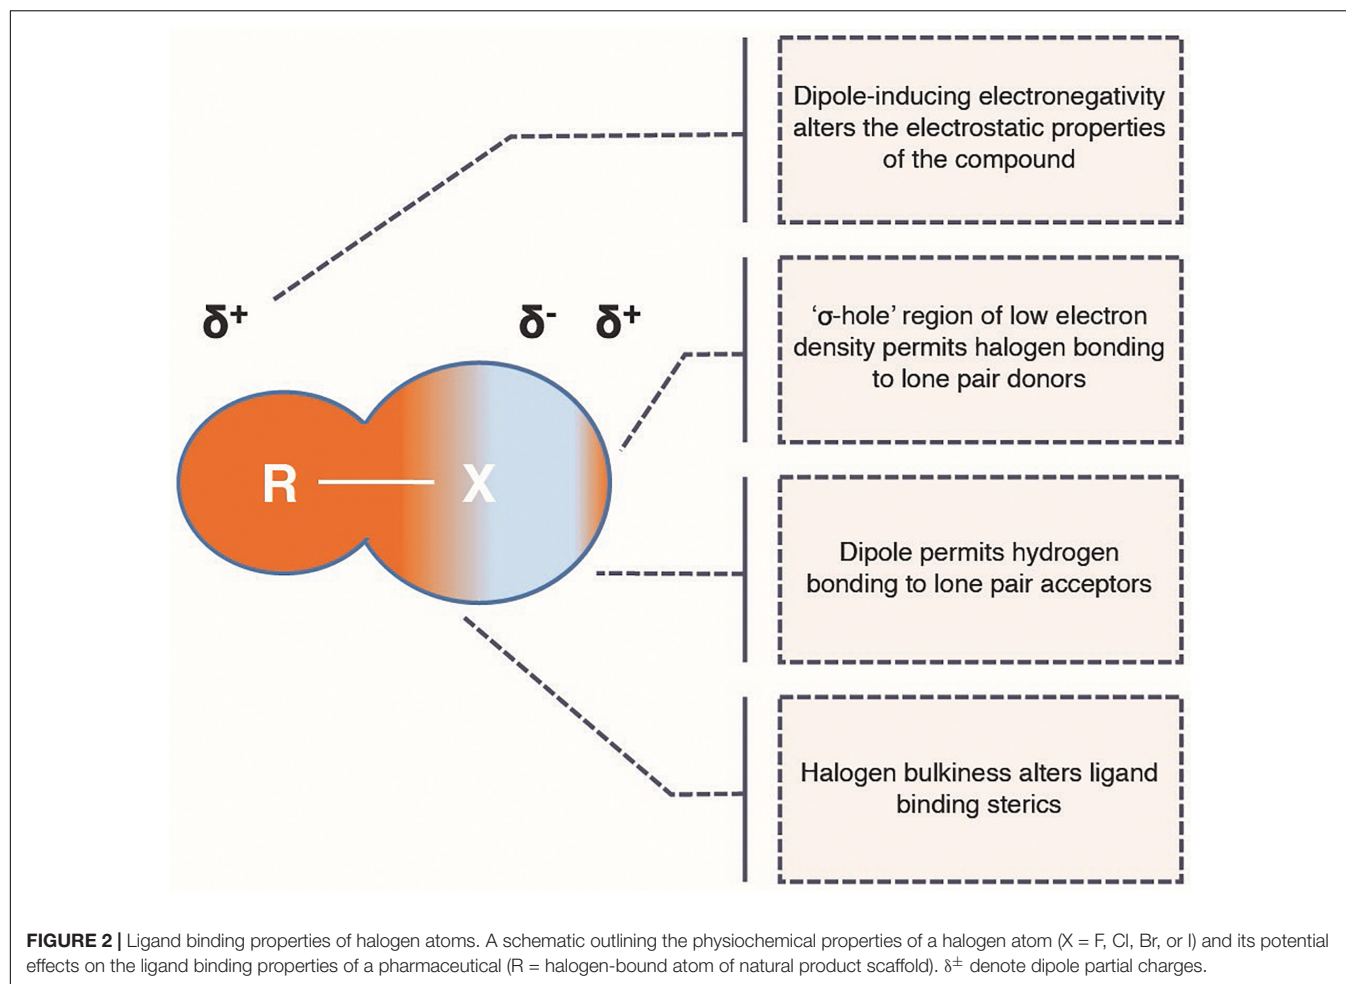 Dipole-inducing electronegativity
alters the electrostatic properties
of the compound
δ+
δ- δ+
‘σ-hole’ region of low electron
density permits halogen bonding
to lone pair donors
R
X
Dipole permits hydrogen
bonding to lone pair acceptors
Halogen bulkiness alters ligand
binding sterics
FIGURE 2 | Ligand binding properties of halogen atoms. A schematic outlining the physiochemical properties of a halogen atom (X = F, Cl, Br, or I) and its potential
effects on the ligand binding properties of a pharmaceutical (R = halogen-bound atom of natural product scaffold). δ± denote dipole partial charges.